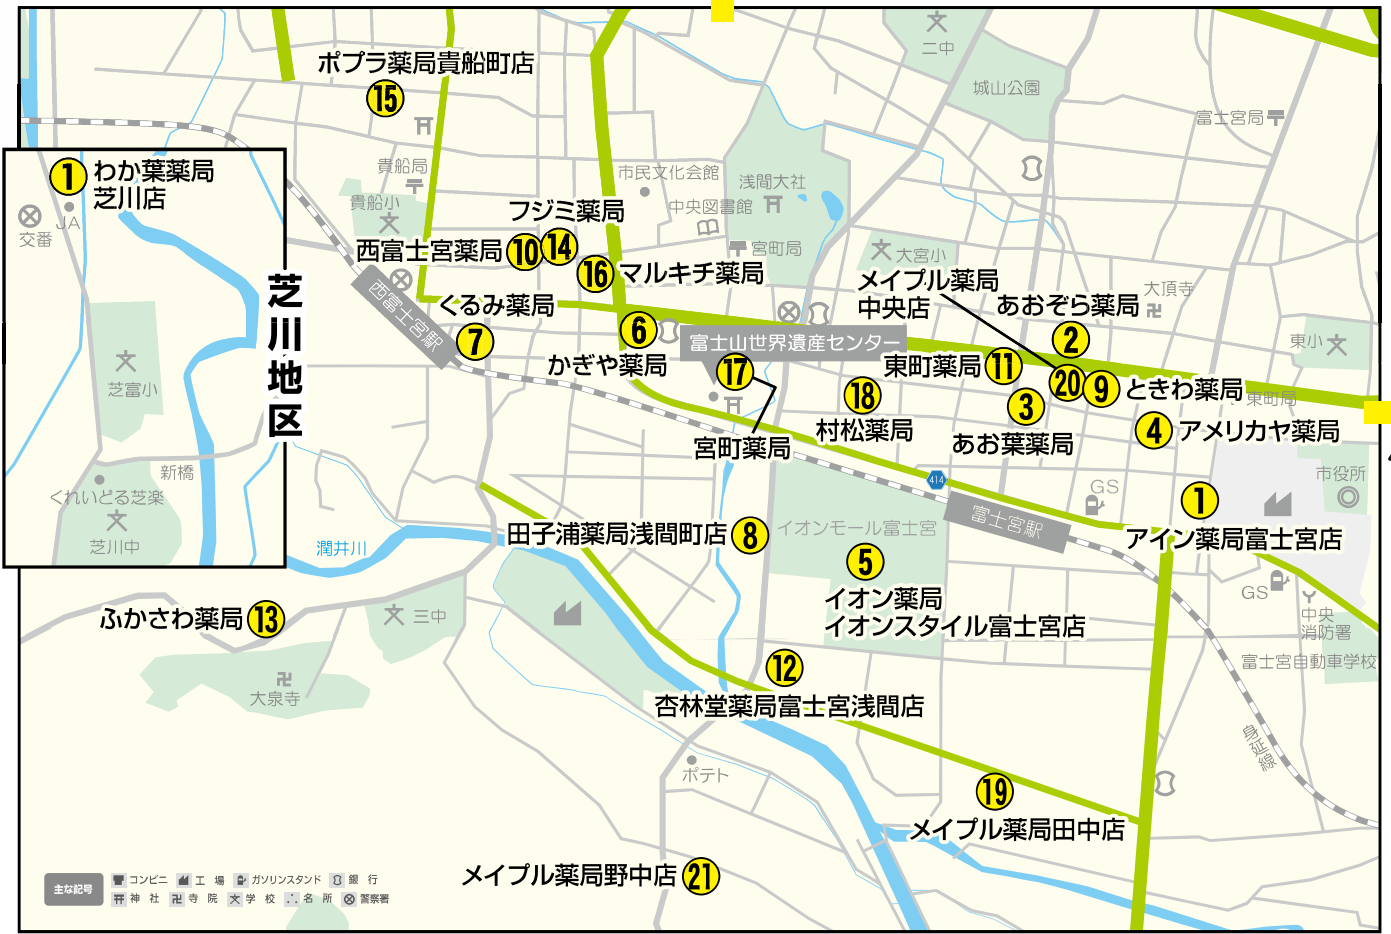 二中
ポプラ薬局貴船町店
15
城山公園
富士宮局
1
わか葉薬局
芝川店
JA
交番
貴船局
貴船小
市民文化会館
浅間大社
中央図書館
フジミ薬局
西富士宮薬局
10
14
宮町局
大宮小
16
マルキチ薬局
メイプル薬局
中央店
あおぞら薬局
大頂寺
芝川地区
西富士宮駅
くるみ薬局
7
6
かぎや薬局
富士山世界遺産センター
2
東小
東町薬局
11
17
20
9
ときわ薬局
東町局
芝富小
18
村松薬局
3
あお葉薬局
4
アメリカヤ薬局
宮町薬局
新橋
くれいどる芝楽
芝川中
414
GS
市役所
1
アイン薬局富士宮店
富士宮駅
潤井川
田子浦薬局浅間町店
8
イオンモール富士宮
5
イオン薬局
イオンスタイル富士宮店
GS
中央
消防署
ふかさわ薬局
13
三中
大泉寺
富士宮自動車学校
12
杏林堂薬局富士宮浅間店
身延線
ポテト
19
メイプル薬局田中店
メイプル薬局野中店
21
主な記号
コンビニ
工場
ガソリンスタンド
銀行
神社
寺院
学校
名所
警察署